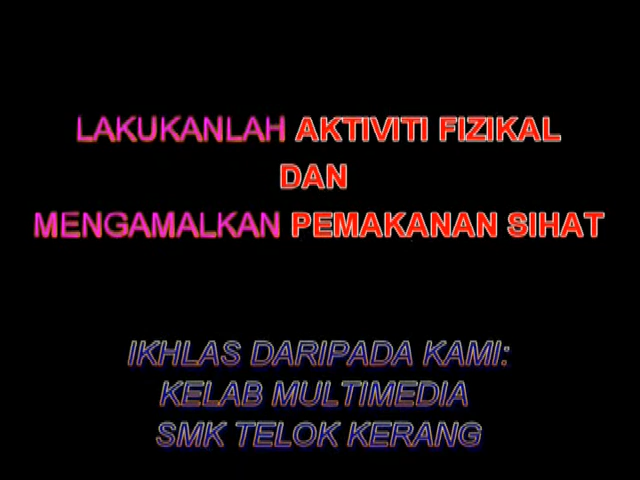 LAKUKANLAH AKTIVITI FIZIKAL
DAN
MENGAMALKAN PEMAKANAN SIHAT
IKHLAS DARIPADA KAMI:
KELAB MULTIMEDIA
SMK TELOK KERANG